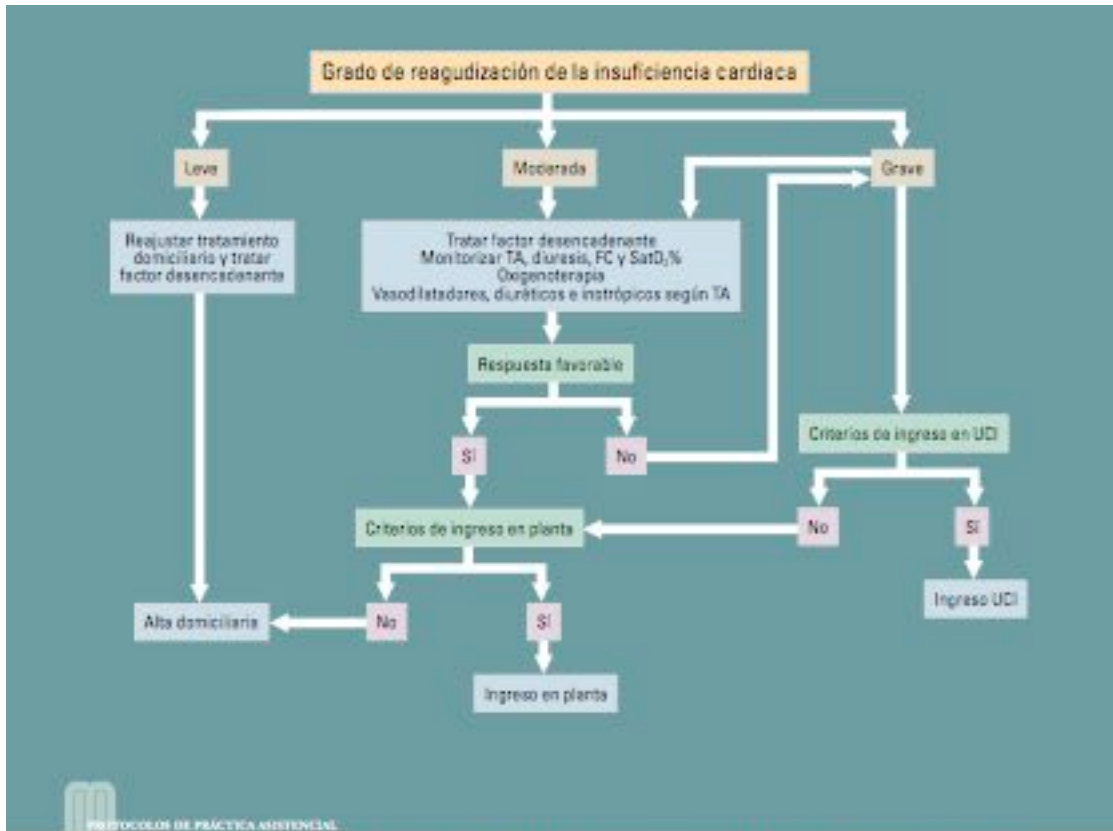 Grado de reagudización de la insuficiencia cardiaca
Leve
Moderada
Grave
Reajustar tratamiento
domiciliario y tratar
factor desencadenante
Tratar factor desencadenante
Monitorizar TA, diuresis, FC y SatO₂%
Oxigenoterapia
Vasodilatadores, diuréticos e inotrópicos según TA
Respuesta favorable
Sí
No
Criterios de ingreso en UCI
No
Sí
Criterios de ingreso en planta
Ingreso UCI
Alta domiciliaria
No
Sí
Ingreso en planta
PROTOCOLOS DE PRÁCTICA ASISTENCIAL